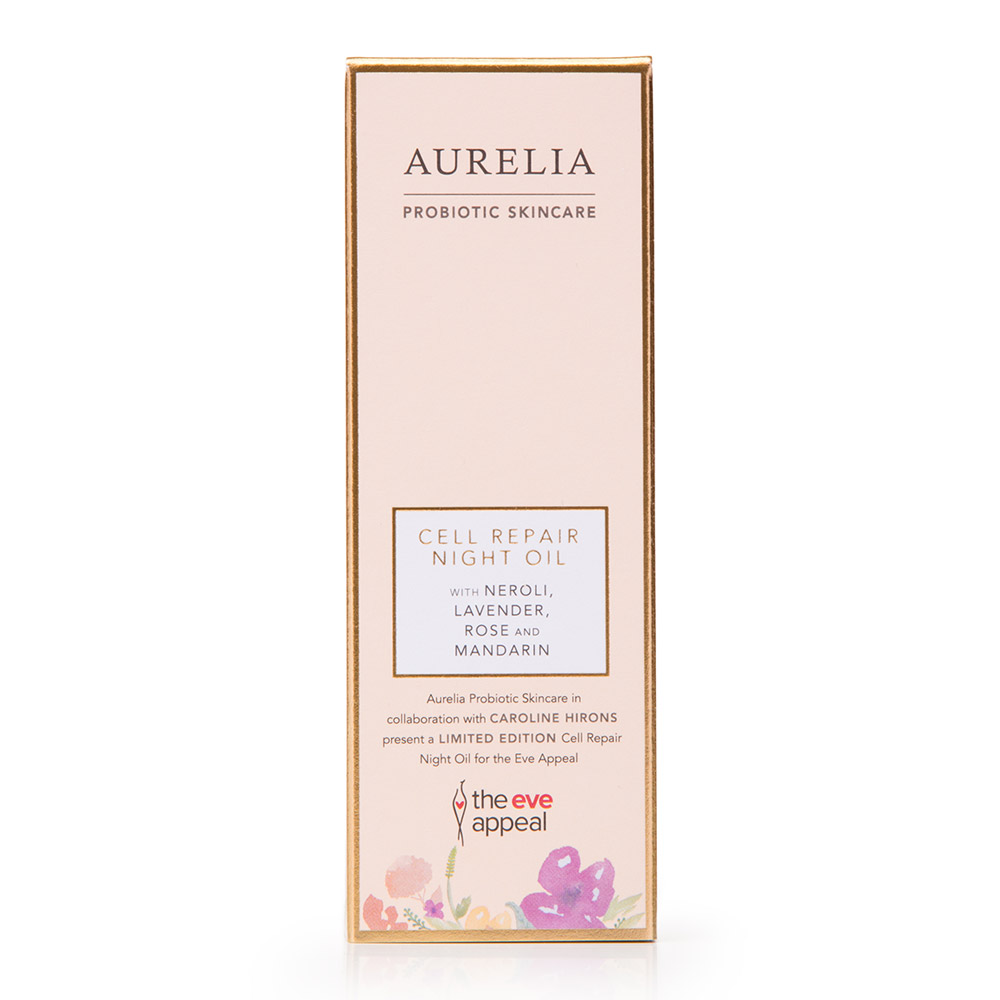 AURELIA
PROBIOTIC SKINCARE
CELL REPAIR
NIGHT OIL
WITH NEROLI,
LAVENDER,
ROSE AND
MANDARIN
Aurelia Probiotic Skincare in
collaboration with CAROLINE HIRONS
present a LIMITED EDITION Cell Repair
Night Oil for the Eve Appeal
the eve
appeal